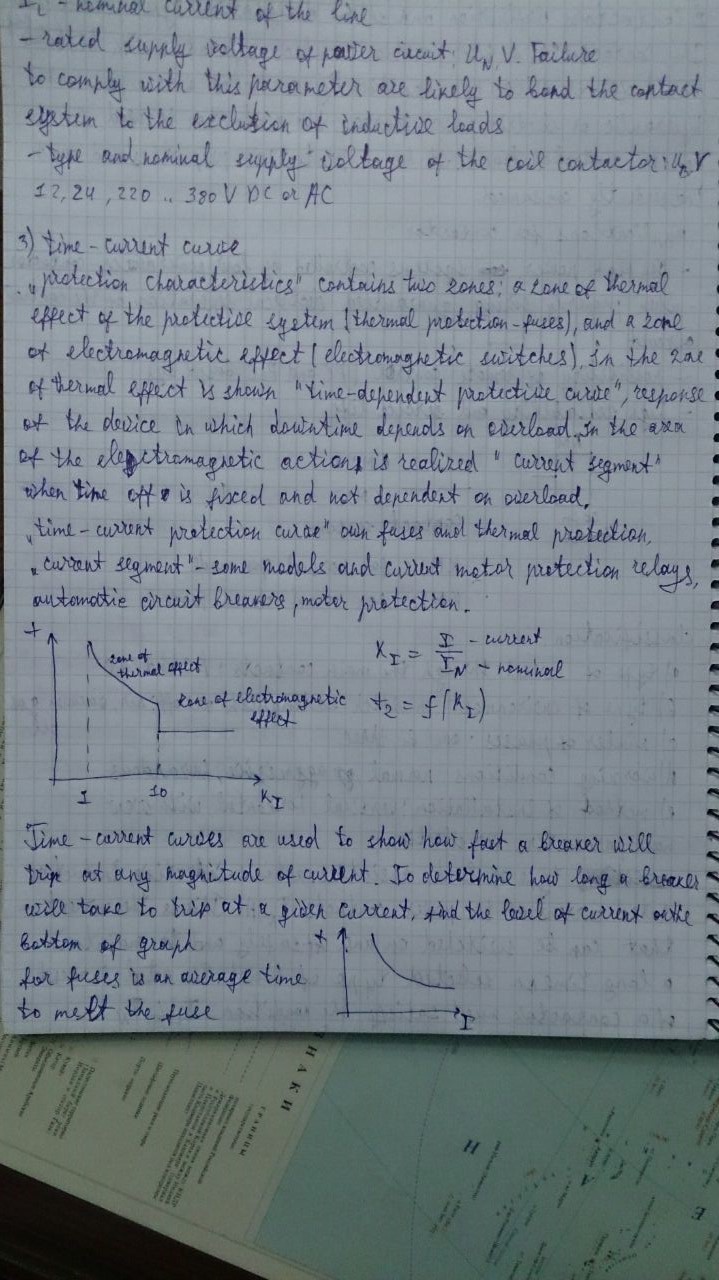 - nominal current of the line
- rated supply voltage of power circuit; U_N, V. Failure
to comply with this parameter are likely to bond the contact
system to the exclution of inductive loads
- type and nominal supply voltage of the coil contactor: V
12, 24, 220 .. 380 V DC or AC
3) time - current curve
"protection characteristics" contains two zones; a zone of thermal
effect of the protective system (thermal protection - fuses), and a zone
of electromagnetic effect (electromagnetic switches). In the zone
of thermal effect is shown "time-dependent protective curve", response
of the device in which downtime depends on overload. In the area
of the electromagnetic action is realized "current segment"
when time off is fixed and not dependent on overload.
"time - current protection curve" own fuses and thermal protection,
"current segment" - some models and current motor protection relays,
automatic circuit breakers, motor protection.
t
zone of
thermal effect
zone of electromagnetic
effect
1
10
K_I
K_I = I/I_N - current
- nominal
t_2 = f(K_I)
Time - current curves are used to show how fast a breaker will
trip at any magnitude of current. To determine how long a breaker
will take to trip at a given current, find the level of current on the
bottom of graph
for fuses is an average time
to melt the fuse
t
I
ЗНАКИ
ГРАНИЦЫ
Н
А
Е